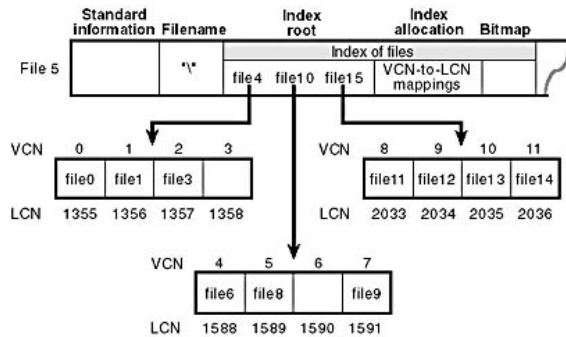 Standard information Filename Index root Index allocation Bitmap
File 5 "\" Index of files
file4 file10 file15 VCN-to-LCN mappings
VCN 0 1 2 3
file0 file1 file3
LCN 1355 1356 1357 1358
VCN 8 9 10 11
file11 file12 file13 file14
LCN 2033 2034 2035 2036
VCN 4 5 6 7
file6 file8 file9
LCN 1588 1589 1590 1591